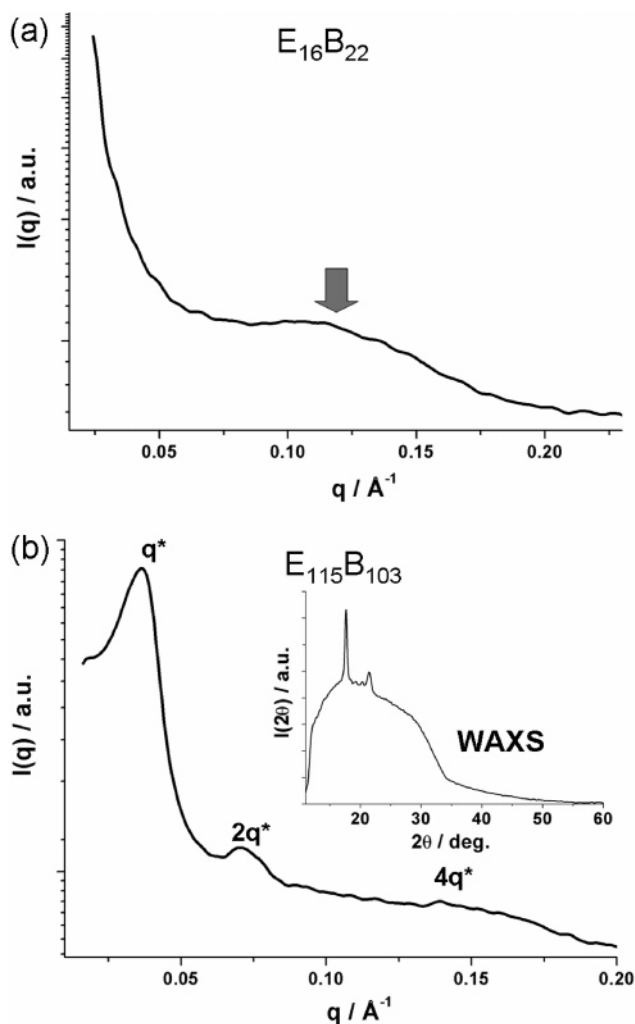 (a)
E₁₆B₂₂
I(q) / a.u.
0.05 0.10 0.15 0.20
q / Å⁻¹
(b)
q*
E₁₁₅B₁₀₃
I(q) / a.u.
I(2θ) / a.u.
WAXS
20 30 40 50 60
2θ / deg.
2q*
4q*
0.05 0.10 0.15 0.20
q / Å⁻¹